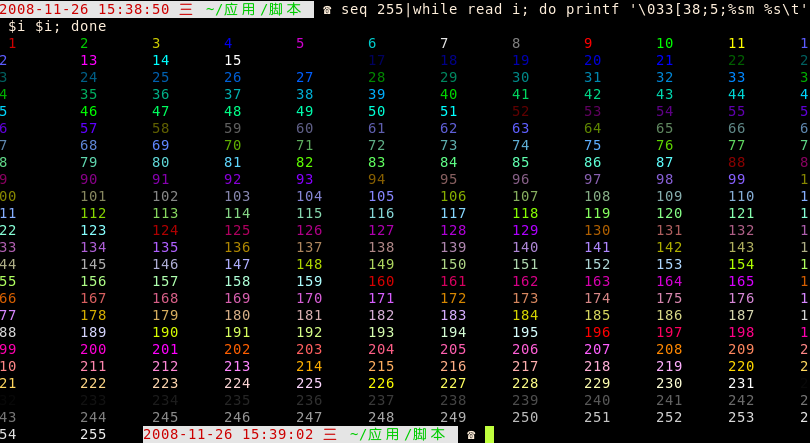 2008-11-26 15:38:50 三 ~/应用/脚本 ☎ seq 255|while read i; do printf '\033[38;5;%sm %s\t'
$i $i; done
1 2 3 4 5 6 7 8 9 10 11 1
2 13 14 15 17 18 19 20 21 22 2
3 24 25 26 27 28 29 30 31 32 33 3
4 35 36 37 38 39 40 41 42 43 44 4
5 46 47 48 49 50 51 52 53 54 55 5
6 57 58 59 60 61 62 63 64 65 66 6
7 68 69 70 71 72 73 74 75 76 77 7
8 79 80 81 82 83 84 85 86 87 88 8
9 90 91 92 93 94 95 96 97 98 99 1
00 101 102 103 104 105 106 107 108 109 110 1
11 112 113 114 115 116 117 118 119 120 121 1
22 123 124 125 126 127 128 129 130 131 132 1
33 134 135 136 137 138 139 140 141 142 143 1
44 145 146 147 148 149 150 151 152 153 154 1
55 156 157 158 159 160 161 162 163 164 165 1
66 167 168 169 170 171 172 173 174 175 176 1
77 178 179 180 181 182 183 184 185 186 187 1
88 189 190 191 192 193 194 195 196 197 198 1
99 200 201 202 203 204 205 206 207 208 209 2
10 211 212 213 214 215 216 217 218 219 220 2
21 222 223 224 225 226 227 228 229 230 231
32 233 234 235 236 237 238 239 240 241 242 2
43 244 245 246 247 248 249 250 251 252 253 2
54 255 2008-11-26 15:39:02 三 ~/应用/脚本 ☎